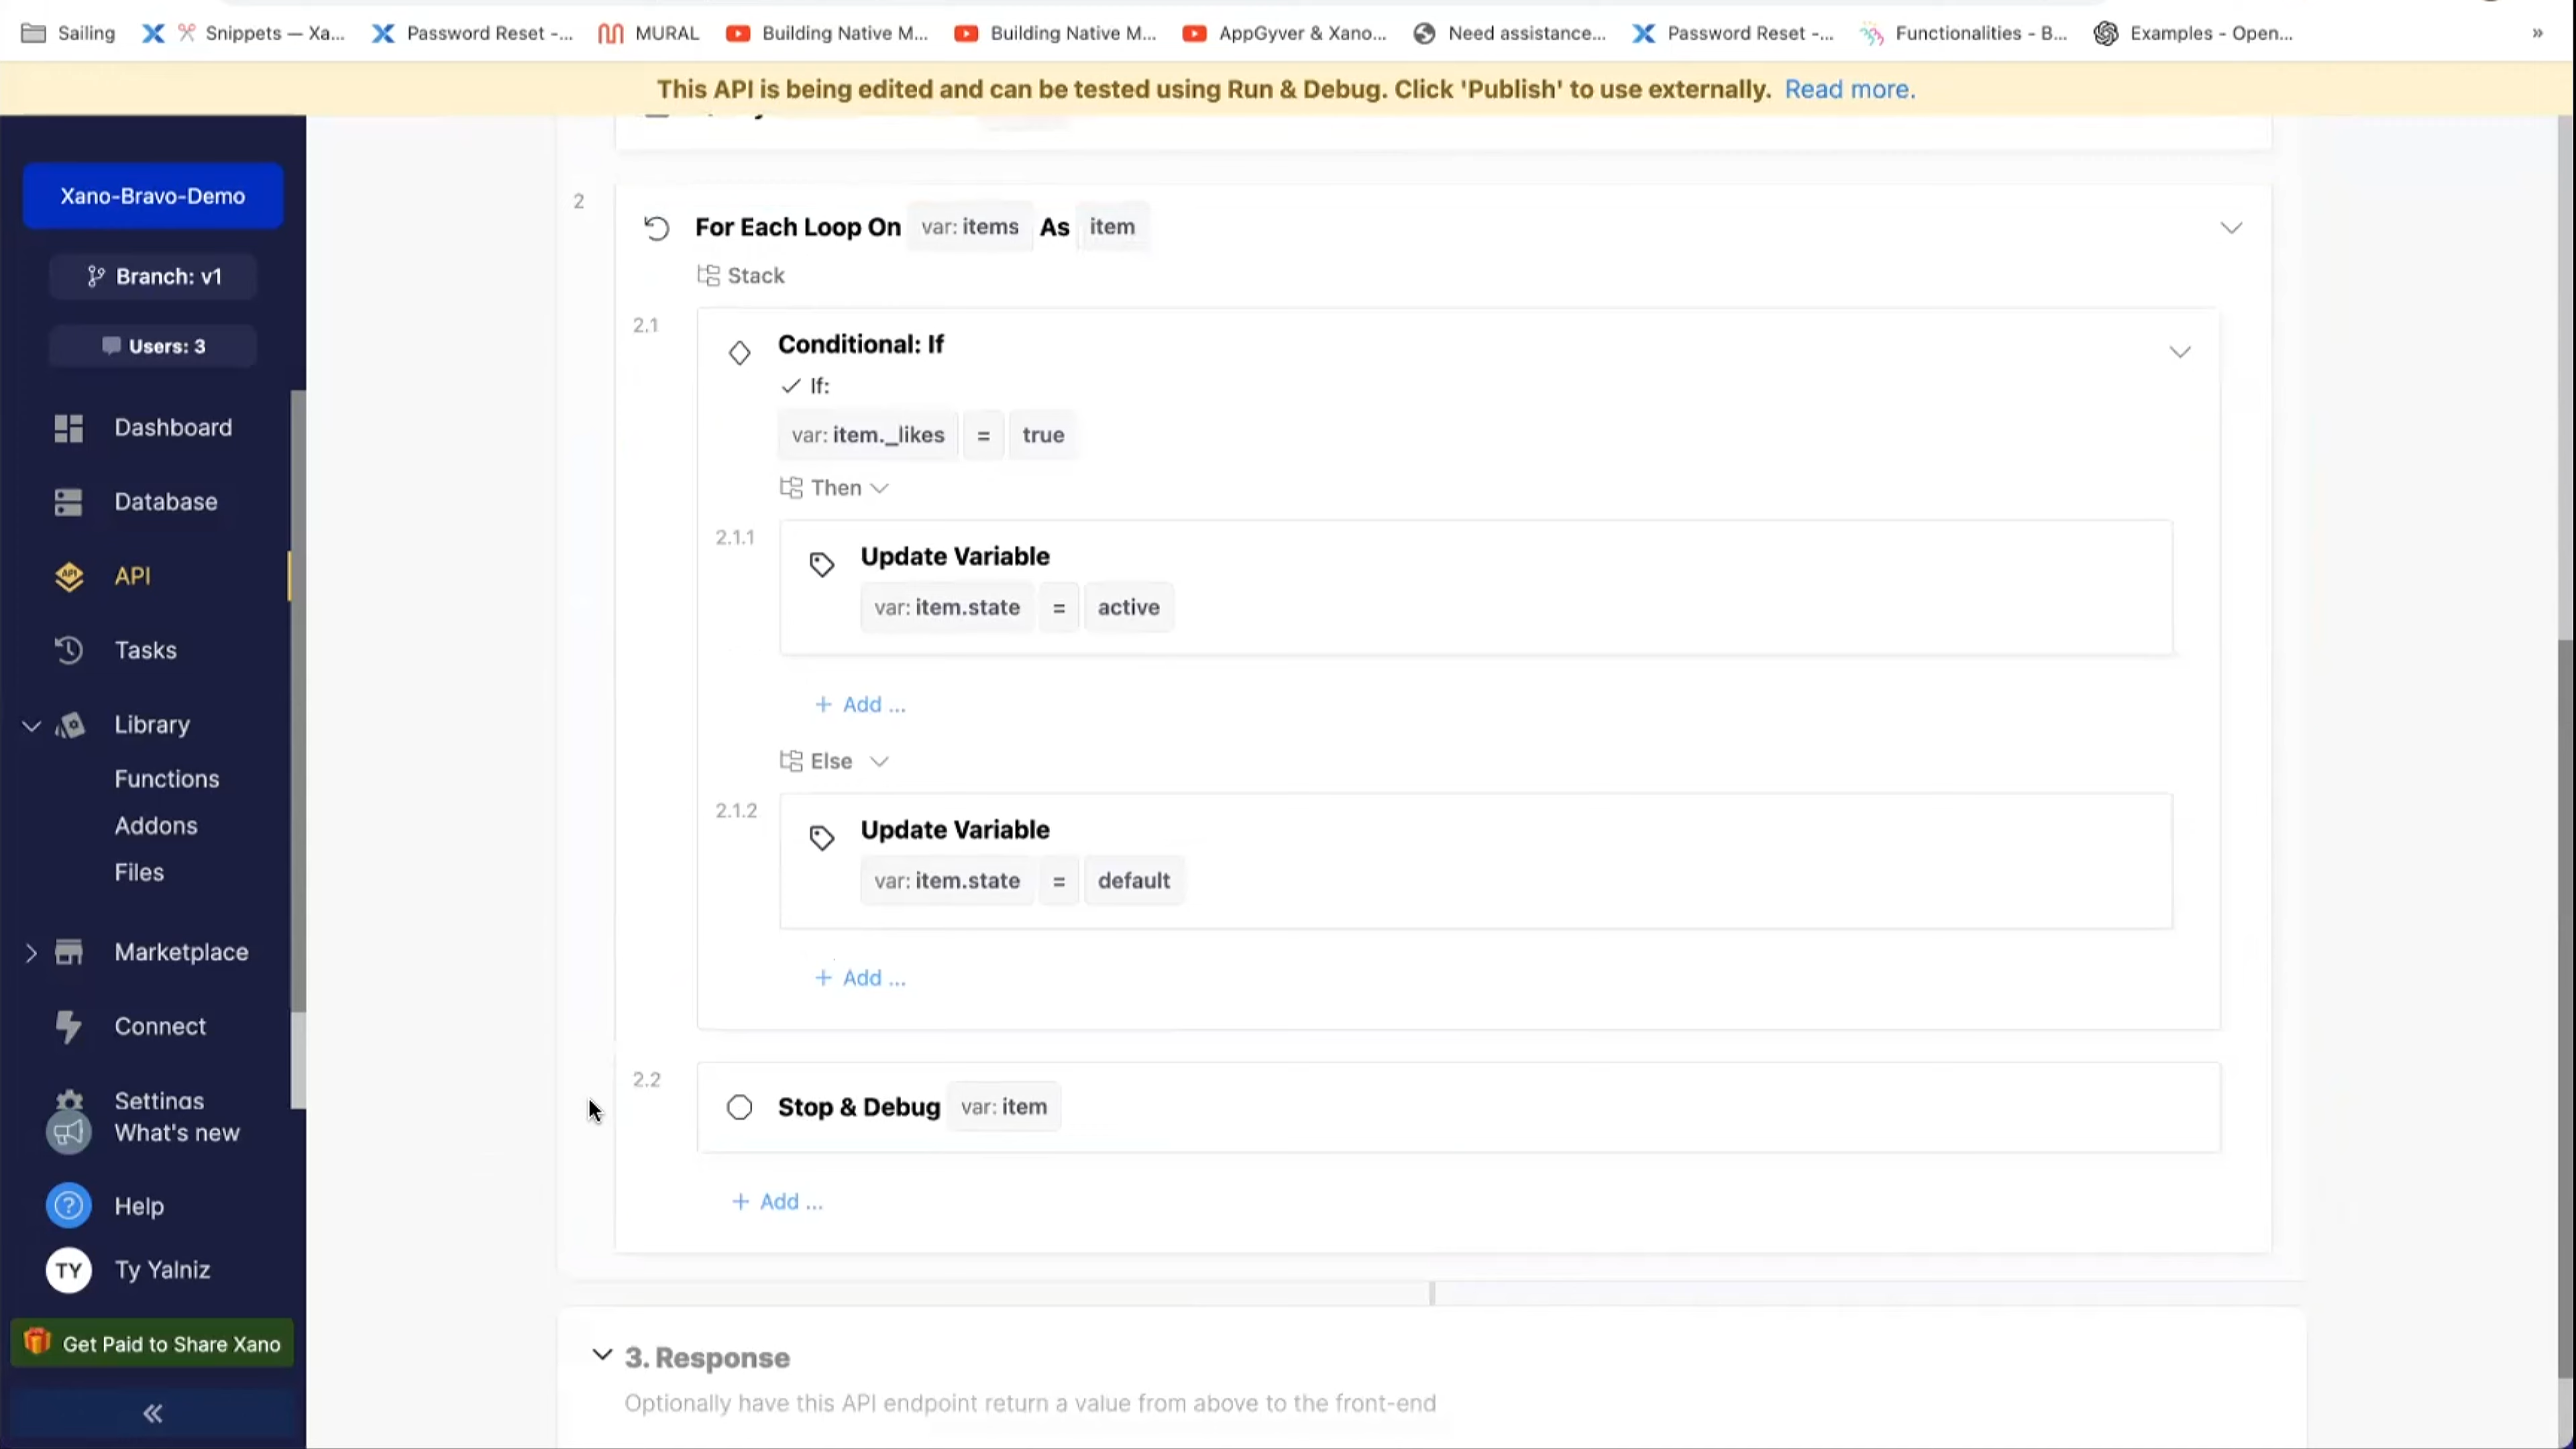 Sailing
Snippets — Xa...
Password Reset -...
MURAL
Building Native M...
Building Native M...
AppGyver & Xano...
Need assistance...
Password Reset -...
Functionalities - B...
Examples - Open...
»
This API is being edited and can be tested using Run & Debug. Click 'Publish' to use externally. Read more.
Xano-Bravo-Demo
Branch: v1
Users: 3
Dashboard
Database
API
Tasks
Library
Functions
Addons
Files
Marketplace
Connect
Settings
What's new
Help
TY Ty Yalniz
Get Paid to Share Xano
«
2
For Each Loop On var: items As item
Stack
2.1
Conditional: If
If:
var: item._likes = true
Then
2.1.1
Update Variable
var: item.state = active
+ Add ...
Else
2.1.2
Update Variable
var: item.state = default
+ Add ...
2.2
Stop & Debug var: item
+ Add ...
3. Response
Optionally have this API endpoint return a value from above to the front-end